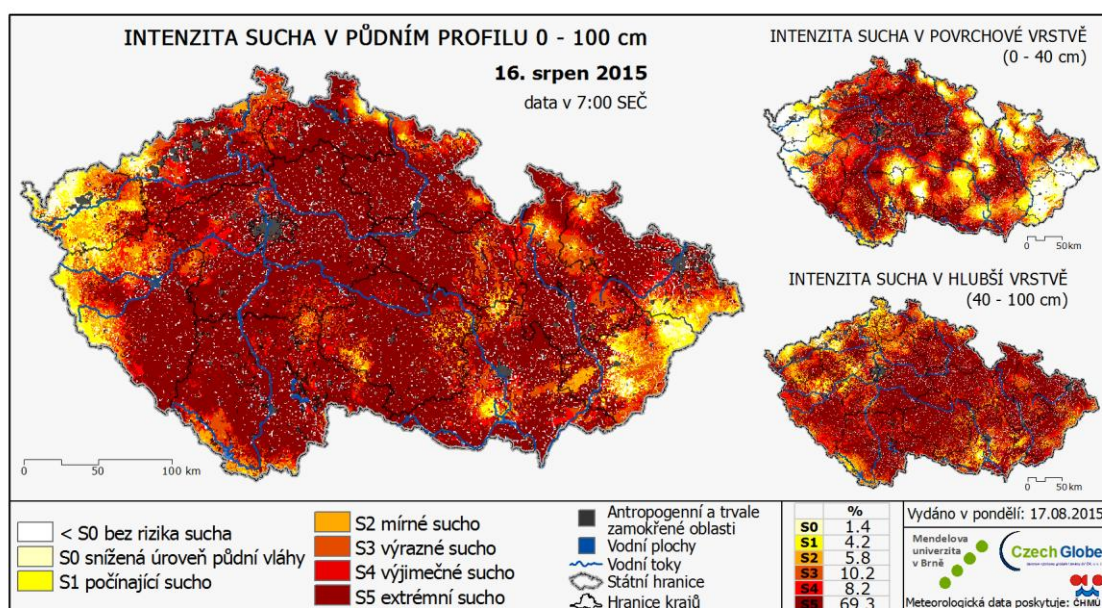 INTENZITA SUCHA V PŮDNÍM PROFILU 0 - 100 cm
16. srpen 2015
data v 7:00 SEČ
INTENZITA SUCHA V POVRCHOVÉ VRSTVĚ
(0 - 40 cm)
0 50km
INTENZITA SUCHA V HLUBŠÍ VRSTVĚ
(40 - 100 cm)
0 50km
0 50 100 km
< S0 bez rizika sucha
S0 snížená úroveň půdní vláhy
S1 počínající sucho
S2 mírné sucho
S3 výrazné sucho
S4 výjimečné sucho
S5 extrémní sucho
Antropogenní a trvale
zamokřené oblasti
Vodní plochy
Vodní toky
Státní hranice
Hranice krajů
%
S0 1.4
S1 4.2
S2 5.8
S3 10.2
S4 8.2
S5 69.3
Vydáno v pondělí: 17.08.2015
Mendelova
univerzita
v Brně
CzechGlobe
Meteorologická data poskytuje: ČHMÚ